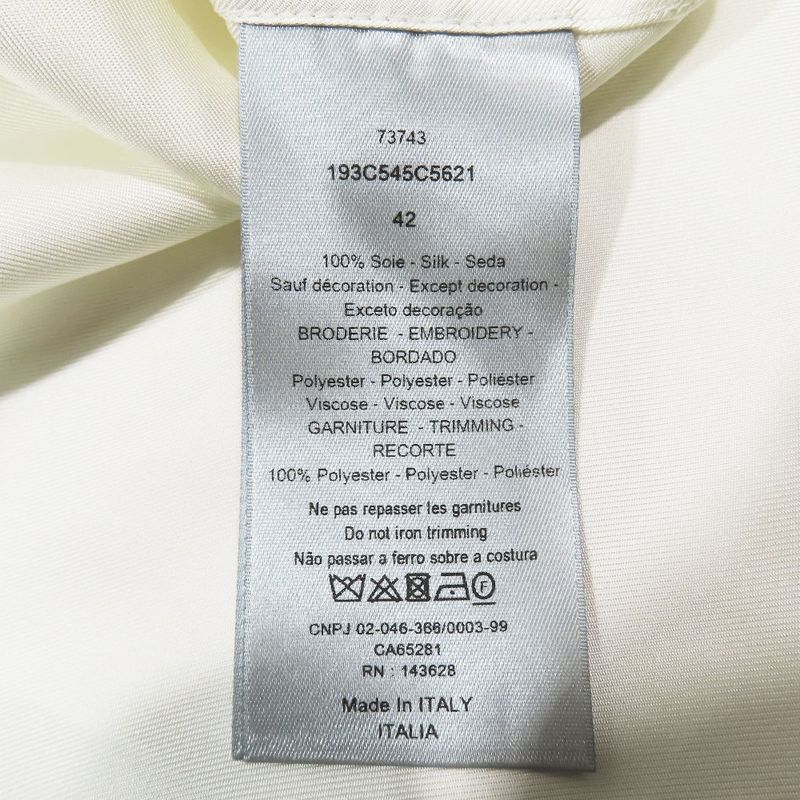 73743
193C545C5621
42
100% Soie - Silk - Seda
Sauf décoration - Except decoration -
Exceto decoração
BRODERIE - EMBROIDERY -
BORDADO
Polyester - Polyester - Poliéster
Viscose - Viscose - Viscose
GARNITURE - TRIMMING -
RECORTE
100% Polyester - Polyester - Poliéster
Ne pas repasser les garnitures
Do not iron trimming
Não passar a ferro sobre a costura
F
CNPJ 02-046-366/0003-99
CA65281
RN : 143628
Made In ITALY
ITALIA